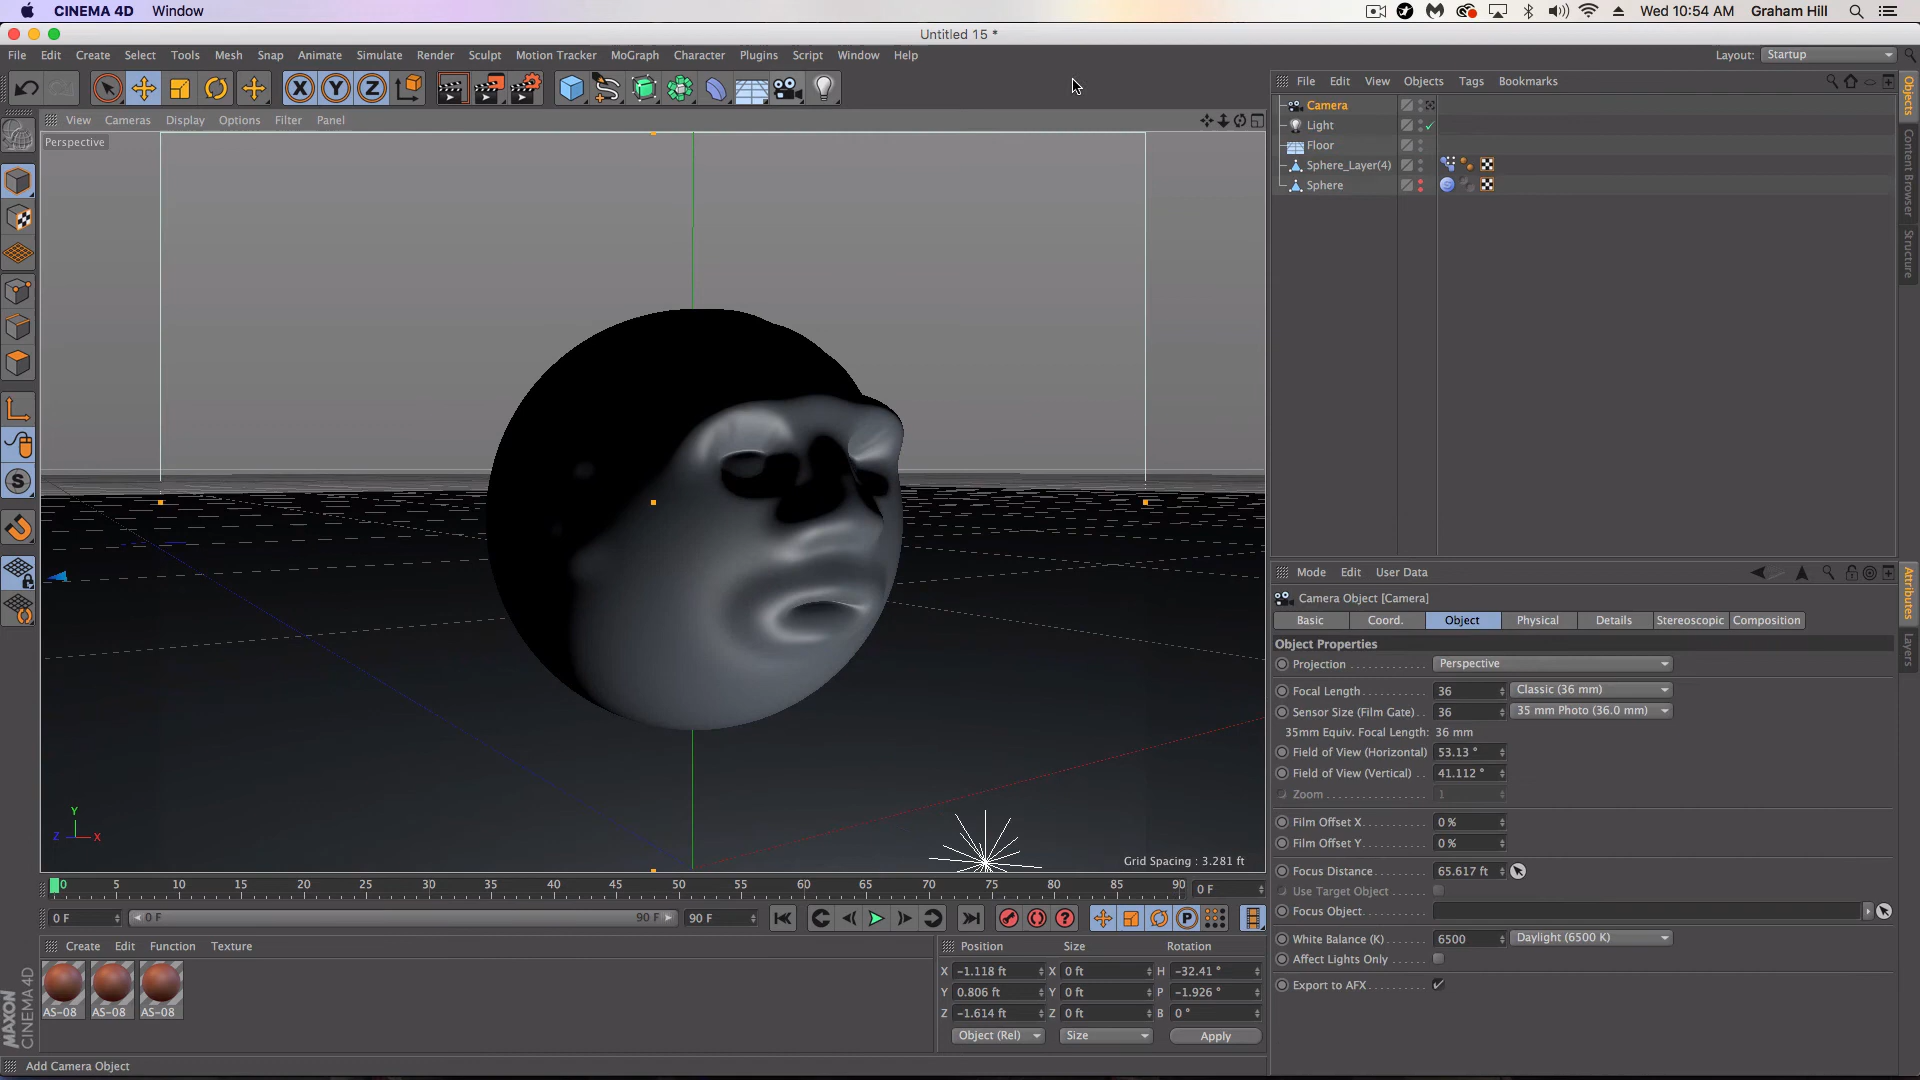 CINEMA 4D Window Wed 10:54 AM Graham Hill
Untitled 15 *
File Edit Create Select Tools Mesh Snap Animate Simulate Render Sculpt Motion Tracker MoGraph Character Plugins Script Window Help Layout: Startup
X Y Z
File Edit View Objects Tags Bookmarks
View Cameras Display Options Filter Panel
Perspective
Camera
Light
Floor
Sphere_Layer(4)
Sphere
Objects
Content Browser
Structure
Mode Edit User Data
Camera Object [Camera]
Basic Coord. Object Physical Details Stereoscopic Composition
Object Properties
Projection Perspective
Focal Length 36 Classic (36 mm)
Sensor Size (Film Gate) 36 35 mm Photo (36.0 mm)
35mm Equiv. Focal Length: 36 mm
Field of View (Horizontal) 53.13 °
Field of View (Vertical) 41.112 °
Zoom 1
Film Offset X 0 %
Film Offset Y 0 %
Focus Distance 65.617 ft
Use Target Object
Focus Object
White Balance (K) 6500 Daylight (6500 K)
Affect Lights Only
Export to AFX
Attributes
Layers
Y
Z X
Grid Spacing : 3.281 ft
0 5 10 15 20 25 30 35 40 45 50 55 60 65 70 75 80 85 90 0 F
0 F 0 F 90 F 90 F
Create Edit Function Texture
AS-08 AS-08 AS-08
Position Size Rotation
X -1.118 ft X 0 ft H -32.41 °
Y 0.806 ft Y 0 ft P -1.926 °
Z -1.614 ft Z 0 ft B 0 °
Object (Rel) Size Apply
MAXON CINEMA 4D
Add Camera Object